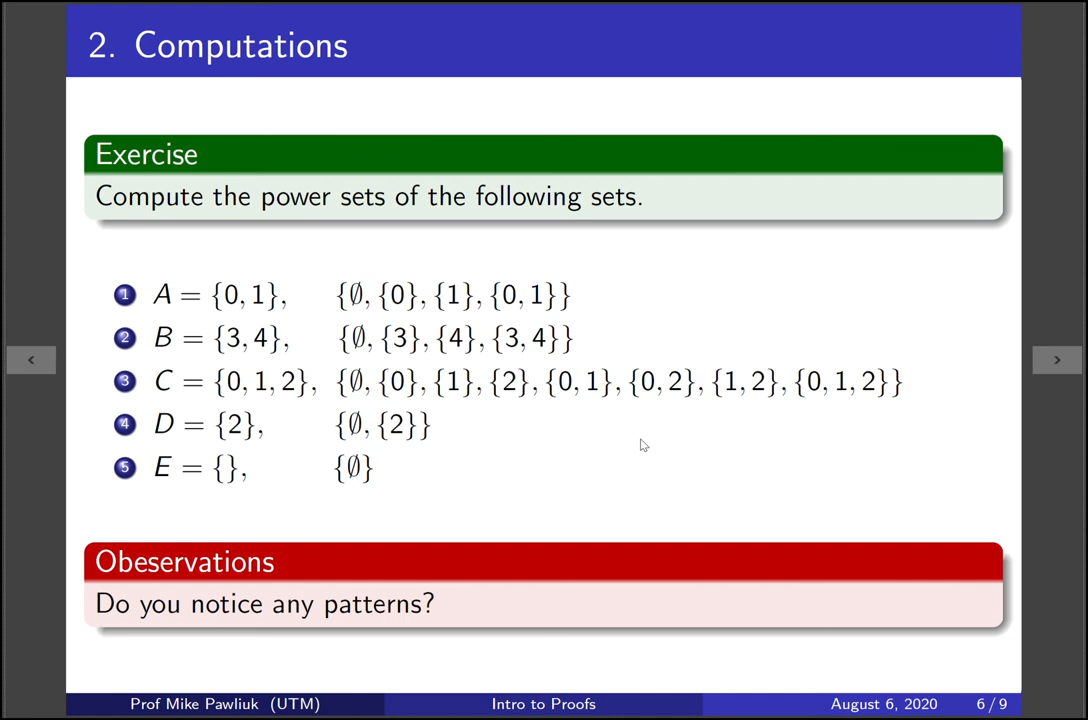 2. Computations
Exercise
Compute the power sets of the following sets.
1 A = {0, 1}, {∅, {0}, {1}, {0, 1}}
2 B = {3, 4}, {∅, {3}, {4}, {3, 4}}
3 C = {0, 1, 2}, {∅, {0}, {1}, {2}, {0, 1}, {0, 2}, {1, 2}, {0, 1, 2}}
4 D = {2}, {∅, {2}}
5 E = {}, {∅}
Obeservations
Do you notice any patterns?
Prof Mike Pawliuk (UTM) Intro to Proofs August 6, 2020 6 / 9